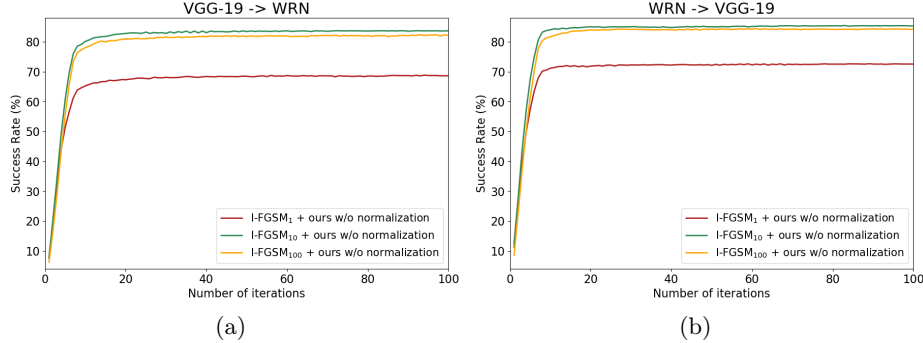 VGG-19 -> WRN
Success Rate (%)
80
70
60
50
40
30
20
10
0 20 40 60 80 100
Number of iterations
I-FGSM₁ + ours w/o normalization
I-FGSM₁₀ + ours w/o normalization
I-FGSM₁₀₀ + ours w/o normalization
(a)
WRN -> VGG-19
Success Rate (%)
80
70
60
50
40
30
20
10
0 20 40 60 80 100
Number of iterations
I-FGSM₁ + ours w/o normalization
I-FGSM₁₀ + ours w/o normalization
I-FGSM₁₀₀ + ours w/o normalization
(b)